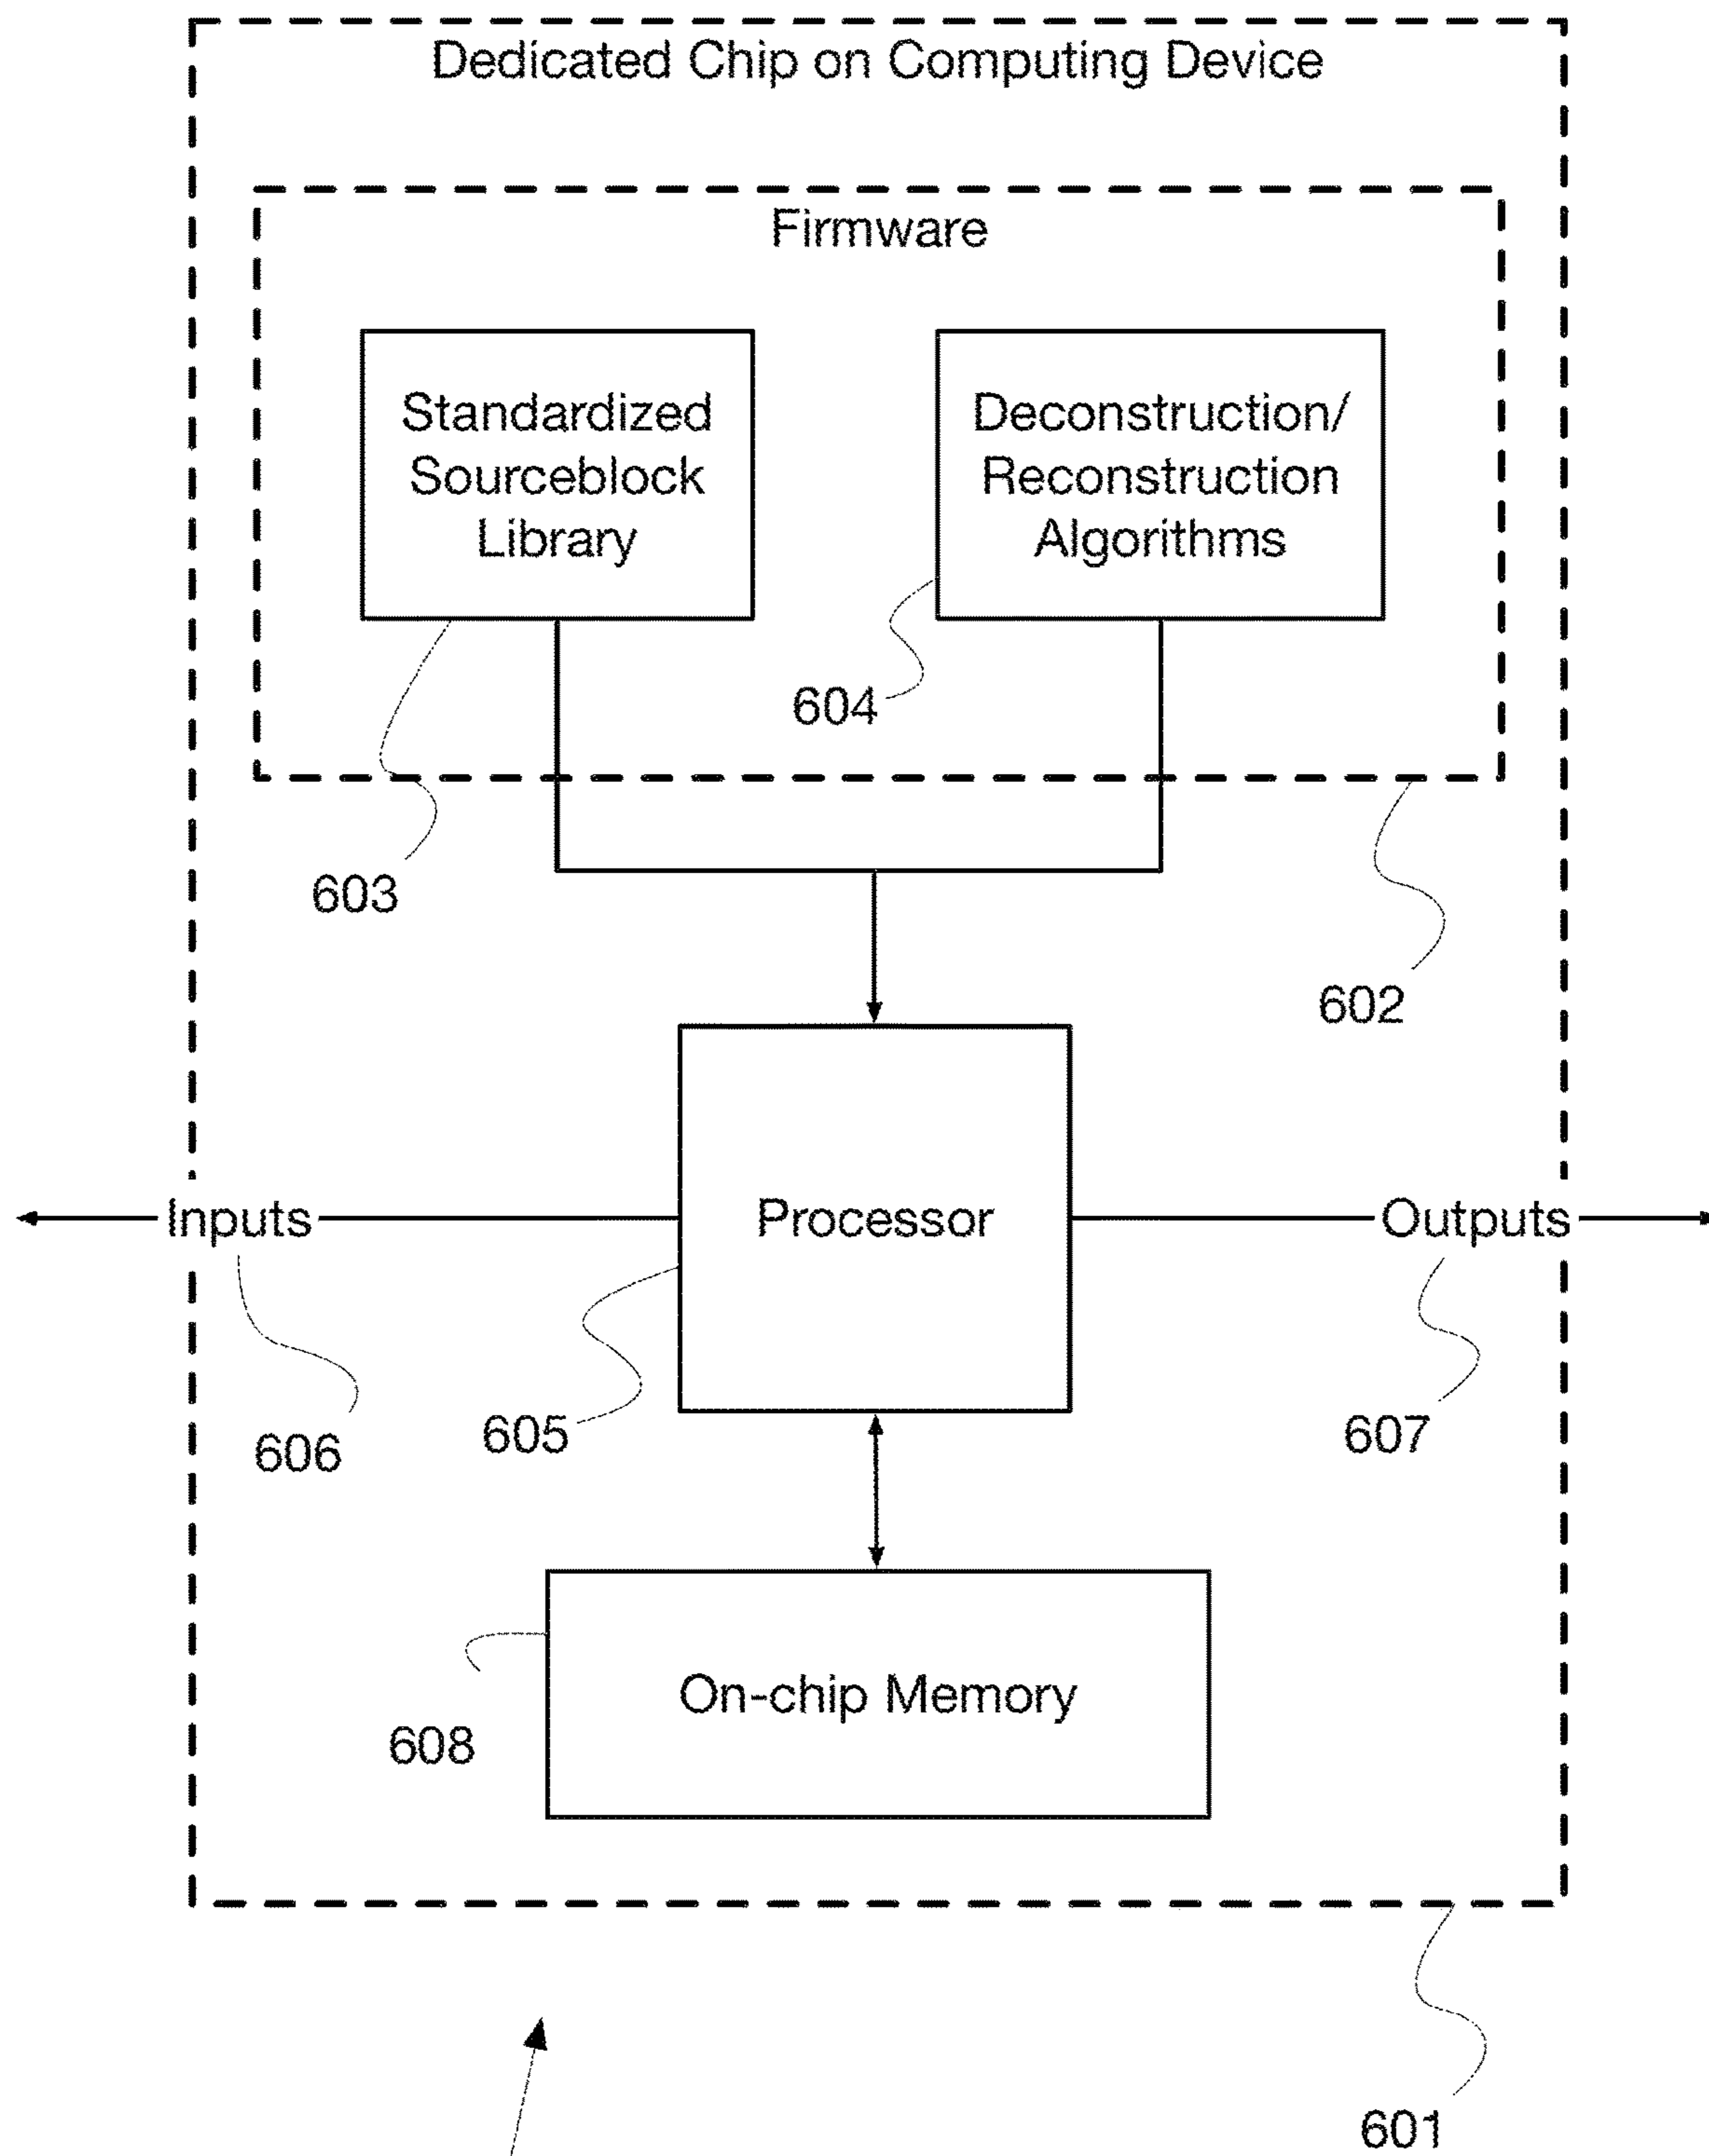 Dedicated Chip on Computing Device
Firmware
Standardized
Sourceblock
Library
Deconstruction/
Reconstruction
Algorithms
604
603
602
Inputs
Processor
Outputs
606
605
607
On-chip Memory
608
601